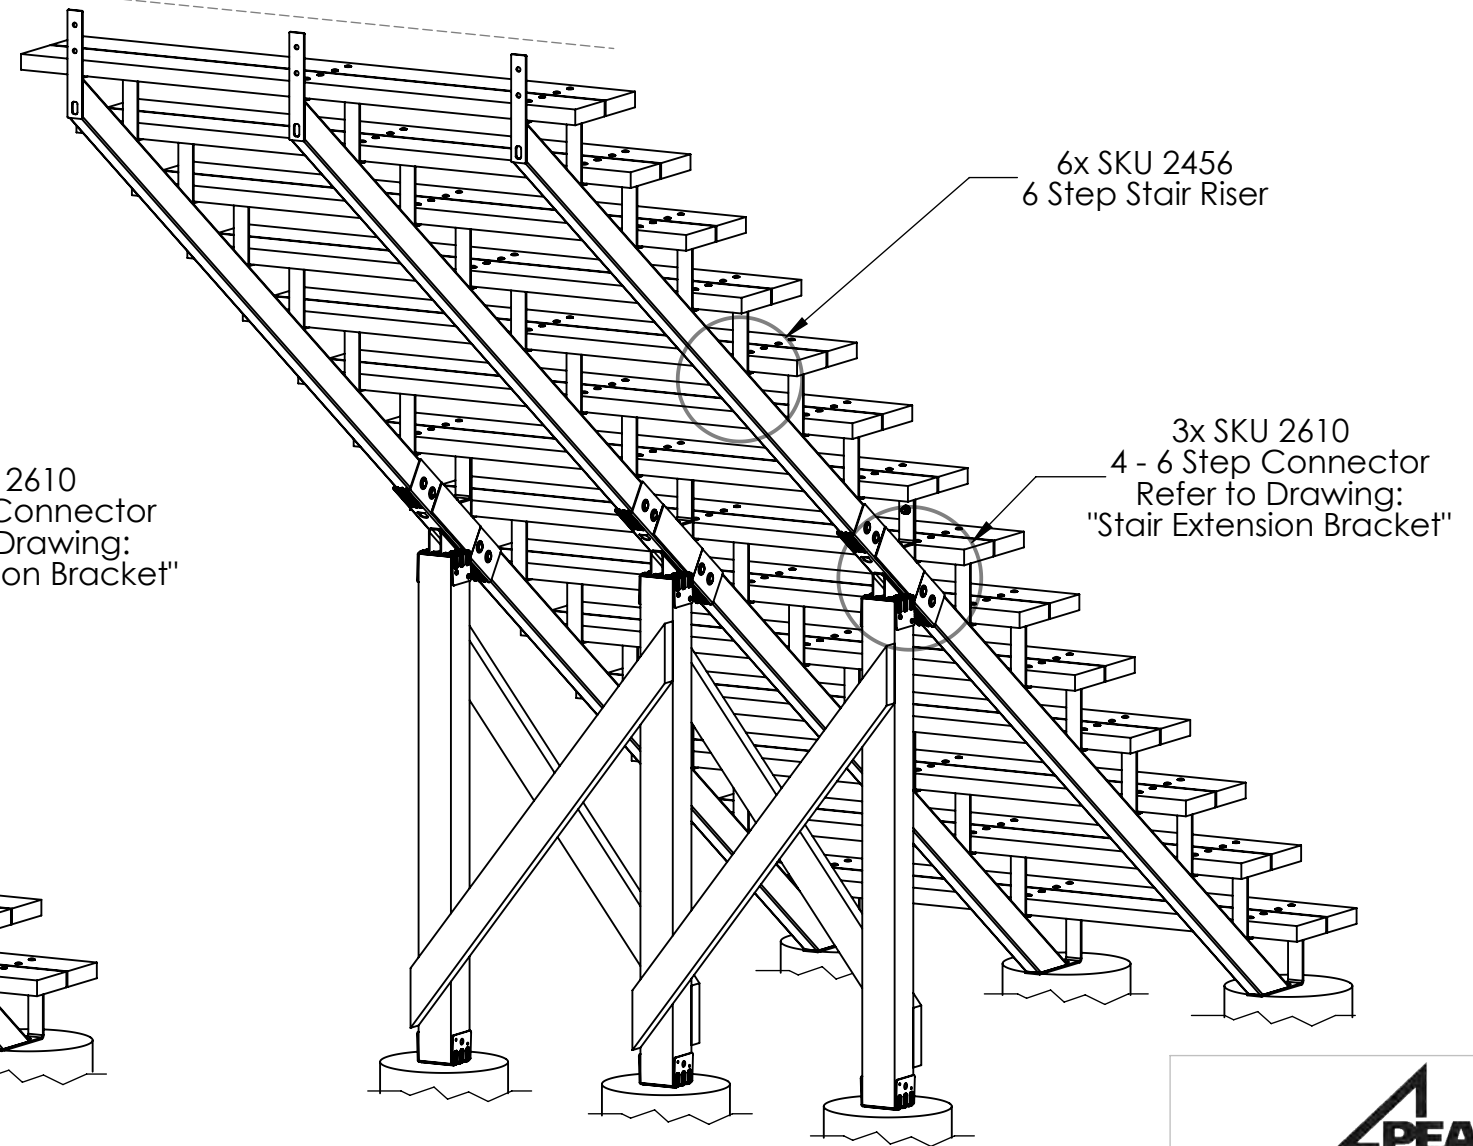 6x SKU 2456
6 Step Stair Riser
3x SKU 2610
4 - 6 Step Connector
Refer to Drawing:
"Stair Extension Bracket"
2610
Connector
Drawing:
on Bracket"